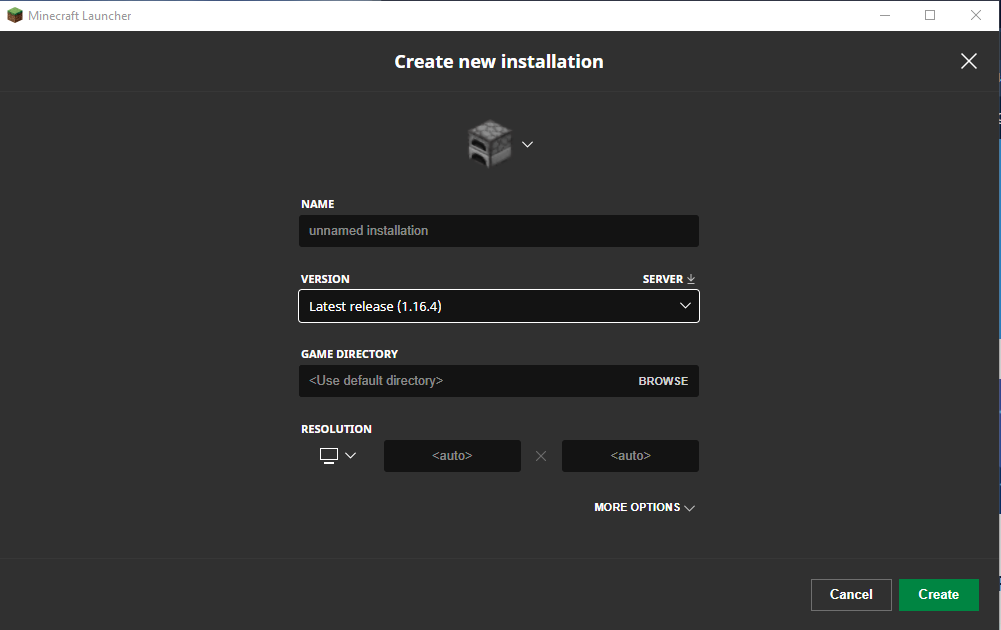 Minecraft Launcher
Create new installation
NAME
unnamed installation
VERSION
SERVER
Latest release (1.16.4)
GAME DIRECTORY
<Use default directory>
BROWSE
RESOLUTION
<auto>
<auto>
MORE OPTIONS
Cancel
Create